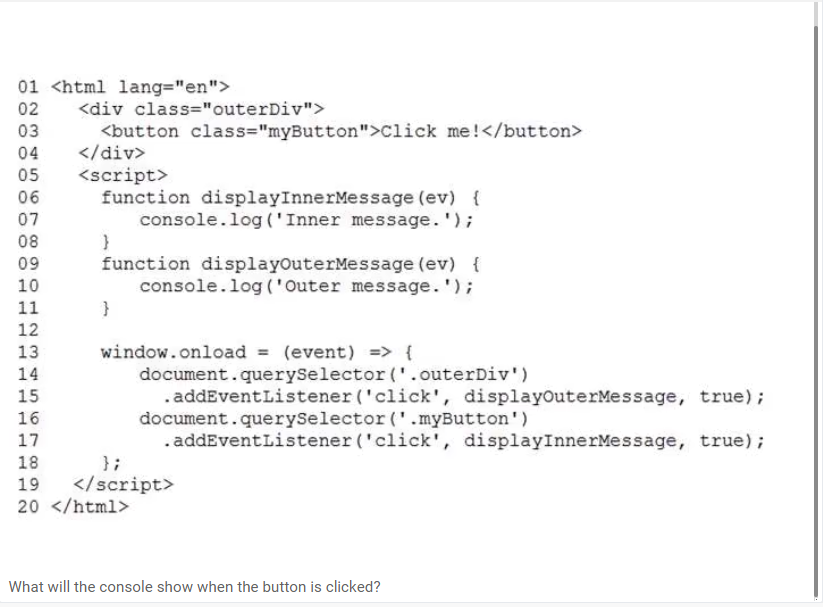 01 <html lang="en">
02 <div class="outerDiv">
03 <button class="myButton">Click me!</button>
04 </div>
05 <script>
06 function displayInnerMessage(ev) {
07 console.log('Inner message.');
08 }
09 function displayOuterMessage(ev) {
10 console.log('Outer message.');
11 }
12
13 window.onload = (event) => {
14 document.querySelector('.outerDiv')
15 .addEventListener('click', displayOuterMessage, true);
16 document.querySelector('.myButton')
17 .addEventListener('click', displayInnerMessage, true);
18 };
19 </script>
20 </html>
What will the console show when the button is clicked?